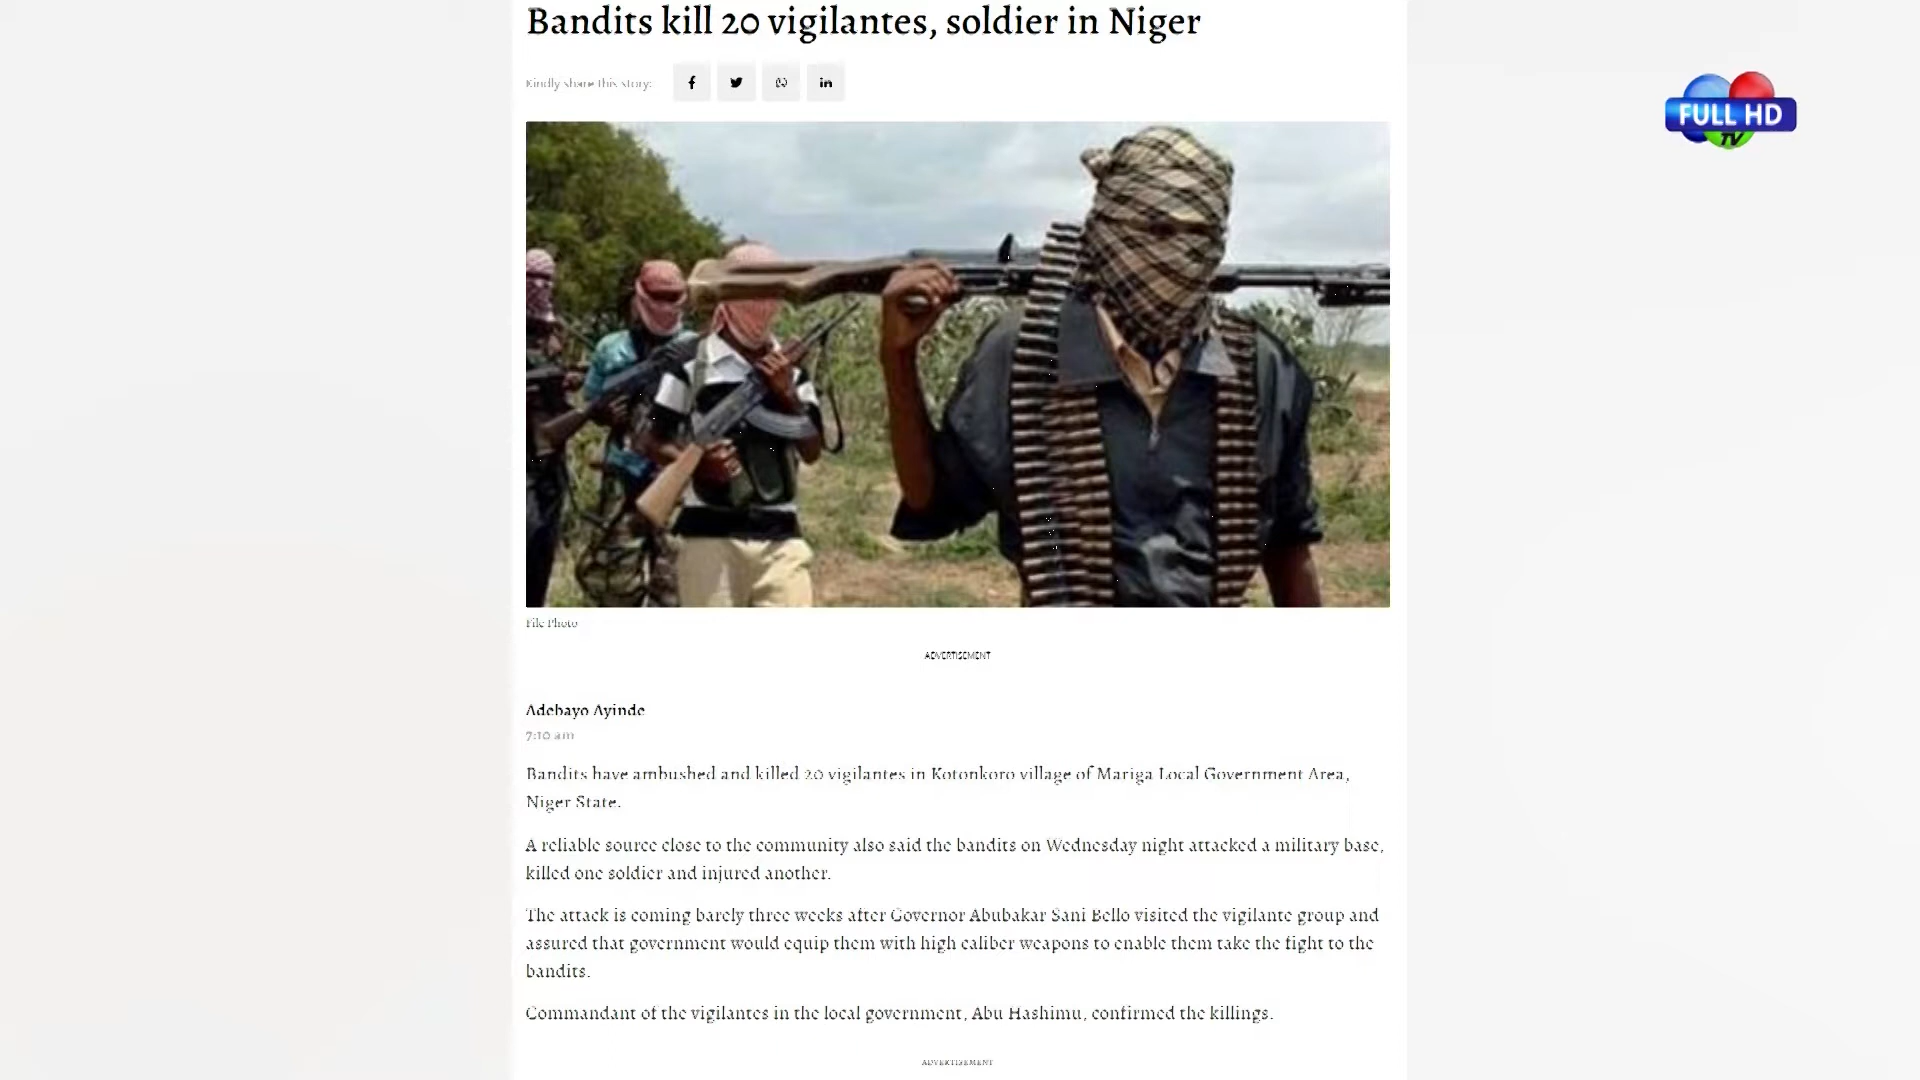 Bandits kill 20 vigilantes, soldier in Niger
Kindly share this story:
FULL HD
TV
File Photo
ADVERTISEMENT
Adebayo Ayinde
7:10 am
Bandits have ambushed and killed 20 vigilantes in Kotonkoro village of Mariga Local Government Area,
Niger State.
A reliable source close to the community also said the bandits on Wednesday night attacked a military base,
killed one soldier and injured another.
The attack is coming barely three weeks after Governor Abubakar Sani Bello visited the vigilante group and
assured that government would equip them with high caliber weapons to enable them take the fight to the
bandits.
Commandant of the vigilantes in the local government, Abu Hashimu, confirmed the killings.
ADVERTISEMENT